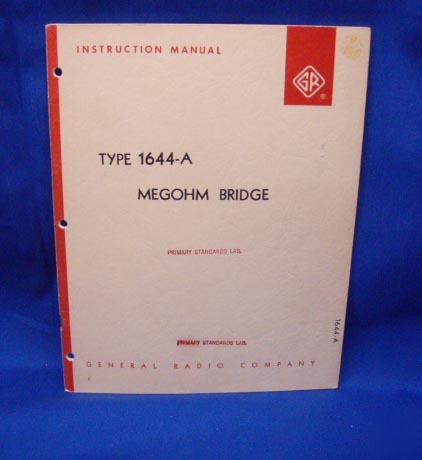 INSTRUCTION MANUAL
GR
®
TYPE 1644-A
MEGOHM BRIDGE
PRIMARY STANDARDS LAB.
1644-A
PRIMARY STANDARDS LAB.
GENERAL RADIO COMPANY